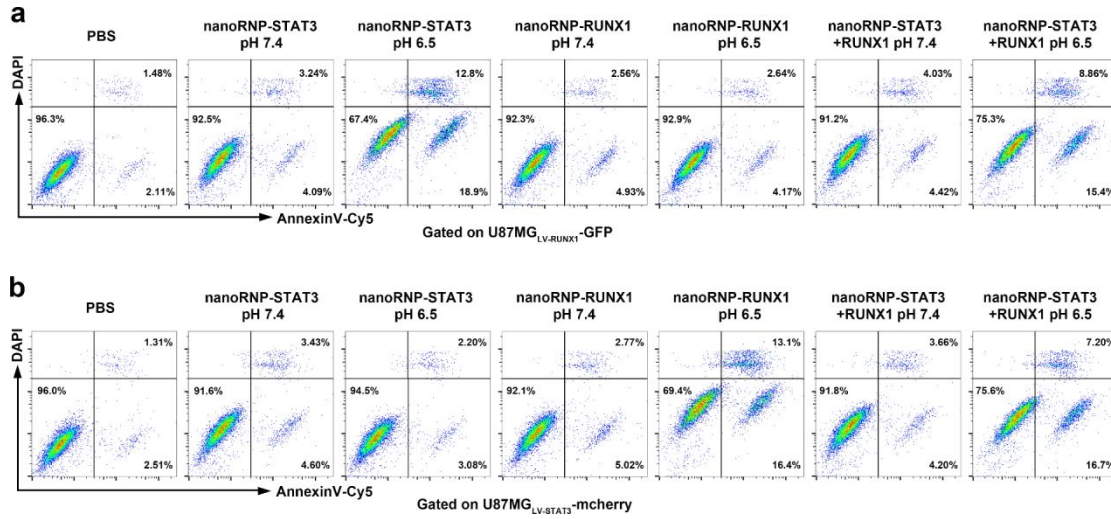 a
PBS
nanoRNP-STAT3
pH 7.4
nanoRNP-STAT3
pH 6.5
nanoRNP-RUNX1
pH 7.4
nanoRNP-RUNX1
pH 6.5
nanoRNP-STAT3
+RUNX1 pH 7.4
nanoRNP-STAT3
+RUNX1 pH 6.5
DAPI
1.48%
96.3%
2.11%
3.24%
92.5%
4.09%
12.8%
67.4%
18.9%
2.56%
92.3%
4.93%
2.64%
92.9%
4.17%
4.03%
91.2%
4.42%
8.86%
75.3%
15.4%
AnnexinV-Cy5
Gated on U87MG LV-RUNX1-GFP
b
PBS
nanoRNP-STAT3
pH 7.4
nanoRNP-STAT3
pH 6.5
nanoRNP-RUNX1
pH 7.4
nanoRNP-RUNX1
pH 6.5
nanoRNP-STAT3
+RUNX1 pH 7.4
nanoRNP-STAT3
+RUNX1 pH 6.5
DAPI
1.31%
96.0%
2.51%
3.43%
91.6%
4.60%
2.20%
94.5%
3.08%
2.77%
92.1%
5.02%
13.1%
69.4%
16.4%
3.66%
91.8%
4.20%
7.20%
75.6%
16.7%
AnnexinV-Cy5
Gated on U87MG LV-STAT3-mcherry